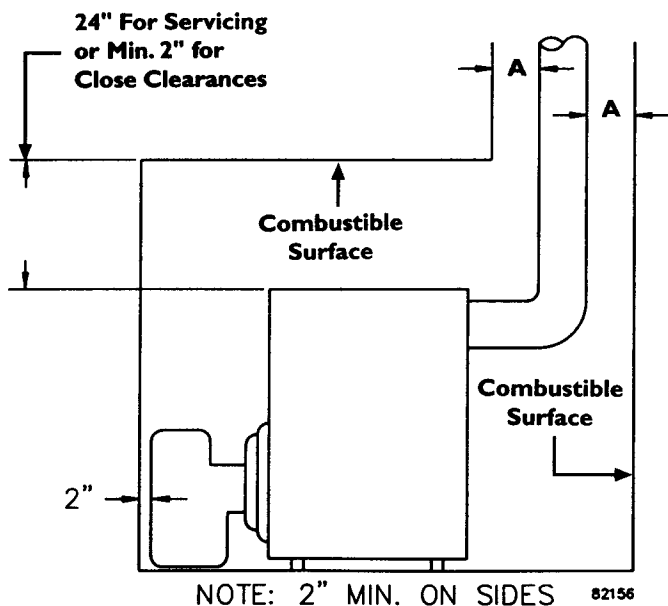 24" For Servicing
or Min. 2" for
Close Clearances
A
A
Combustible
Surface
Combustible
Surface
2"
NOTE: 2" MIN. ON SIDES
82156